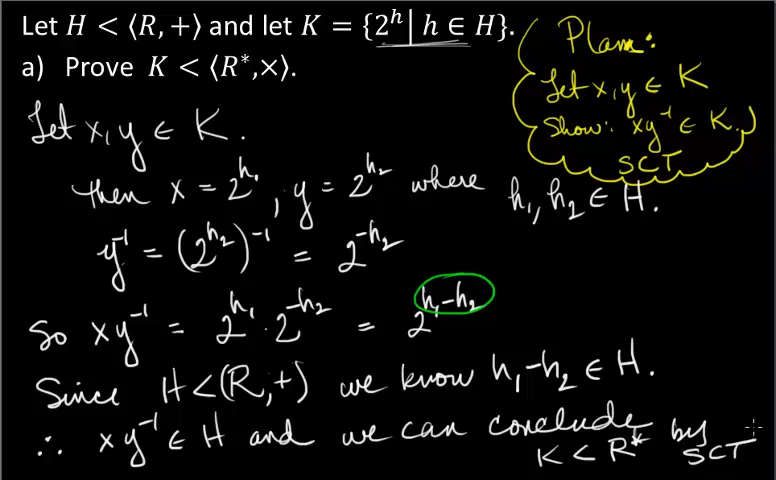 Let H < ⟨R, +⟩ and let K = {2^h | h ∈ H}.
a) Prove K < ⟨R*,×⟩.
Plan:
Let x, y ∈ K
Show: xy⁻¹ ∈ K.
SCT
Let x, y ∈ K.
then x = 2^{h₁}, y = 2^{h₂} where h₁, h₂ ∈ H.
y⁻¹ = (2^{h₂})⁻¹ = 2^{-h₂}
So xy⁻¹ = 2^{h₁} · 2^{-h₂} = 2^{h₁-h₂}
Since H < (R, +) we know h₁-h₂ ∈ H.
∴ xy⁻¹ ∈ H and we can conclude
K < R* by SCT